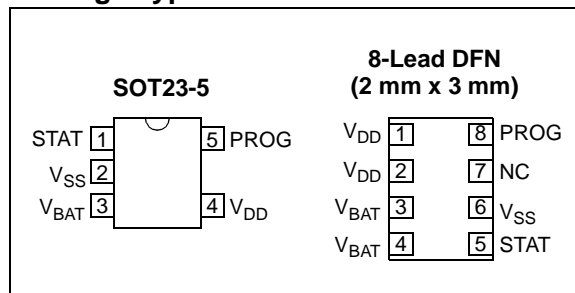 8-Lead DFN
(2 mm x 3 mm)
SOT23-5
STAT 1
5 PROG
VSS 2
VBAT 3
4 VDD
VDD 1
8 PROG
VDD 2
7 NC
VBAT 3
6 VSS
VBAT 4
5 STAT